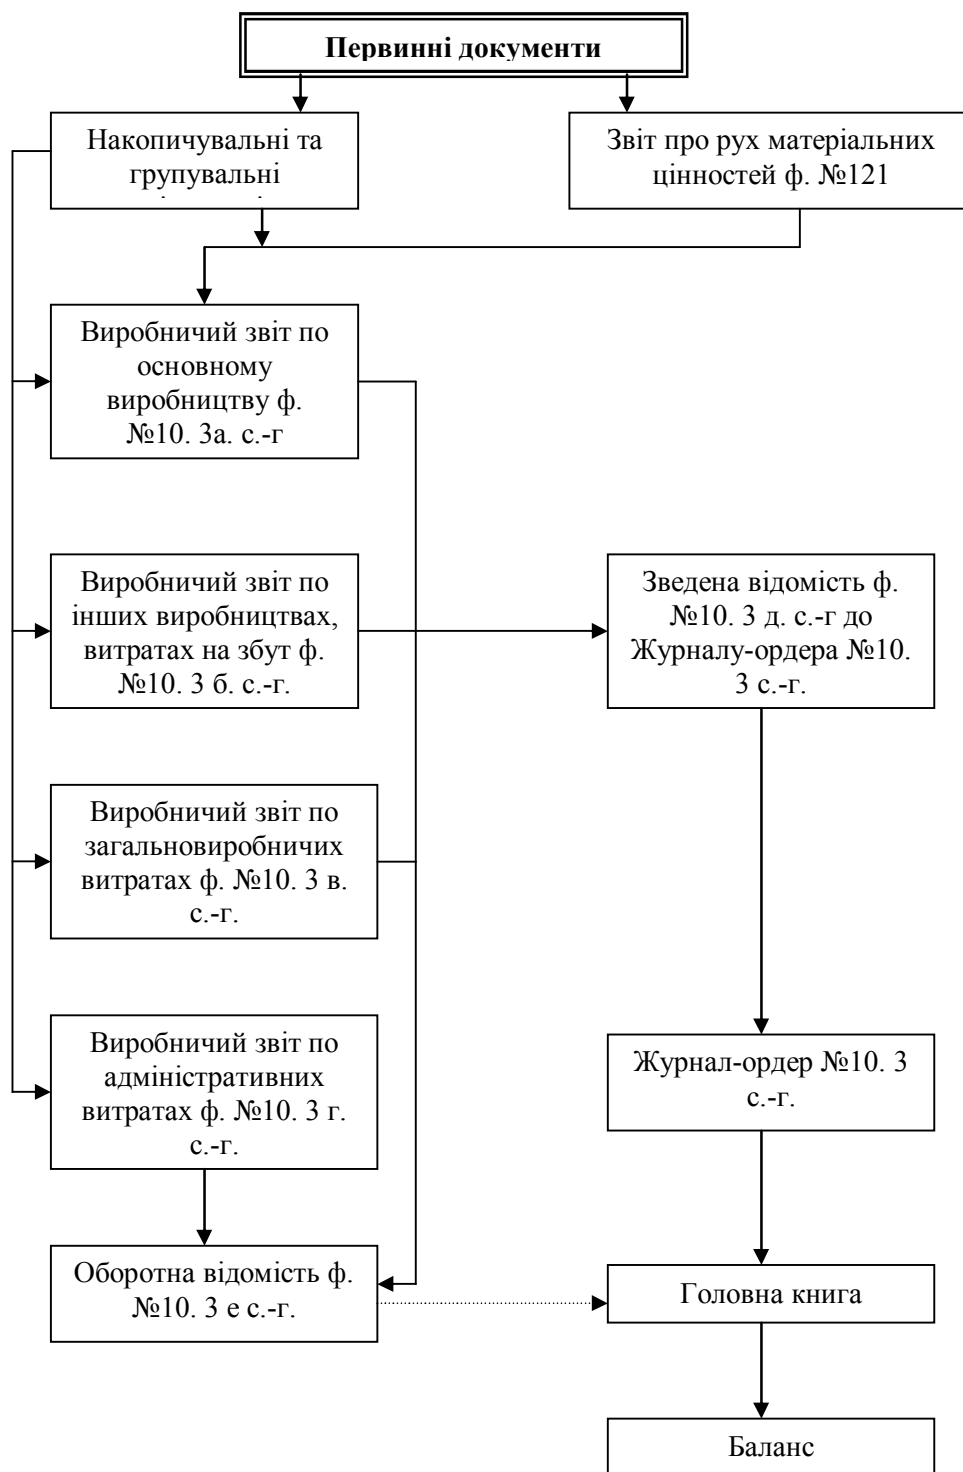 Первинні документи
Накопичувальні та
групувальні
Звіт про рух матеріальних
цінностей ф. №121
Виробничий звіт по
основному
виробництву ф.
№10. 3а. с.-г
Виробничий звіт по
інших виробництвах,
витратах на збут ф.
№10. 3 б. с.-г.
Зведена відомість ф.
№10. 3 д. с.-г до
Журналу-ордера №10.
3 с.-г.
Виробничий звіт по
загальновиробничих
витратах ф. №10. 3 в.
с.-г.
Виробничий звіт по
адміністративних
витратах ф. №10. 3 г.
с.-г.
Журнал-ордер №10. 3
с.-г.
Оборотна відомість ф.
№10. 3 е с.-г.
Головна книга
Баланс